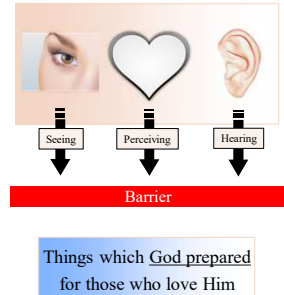 Seeing
Perceiving
Hearing
Barrier
Things which God prepared
for those who love Him